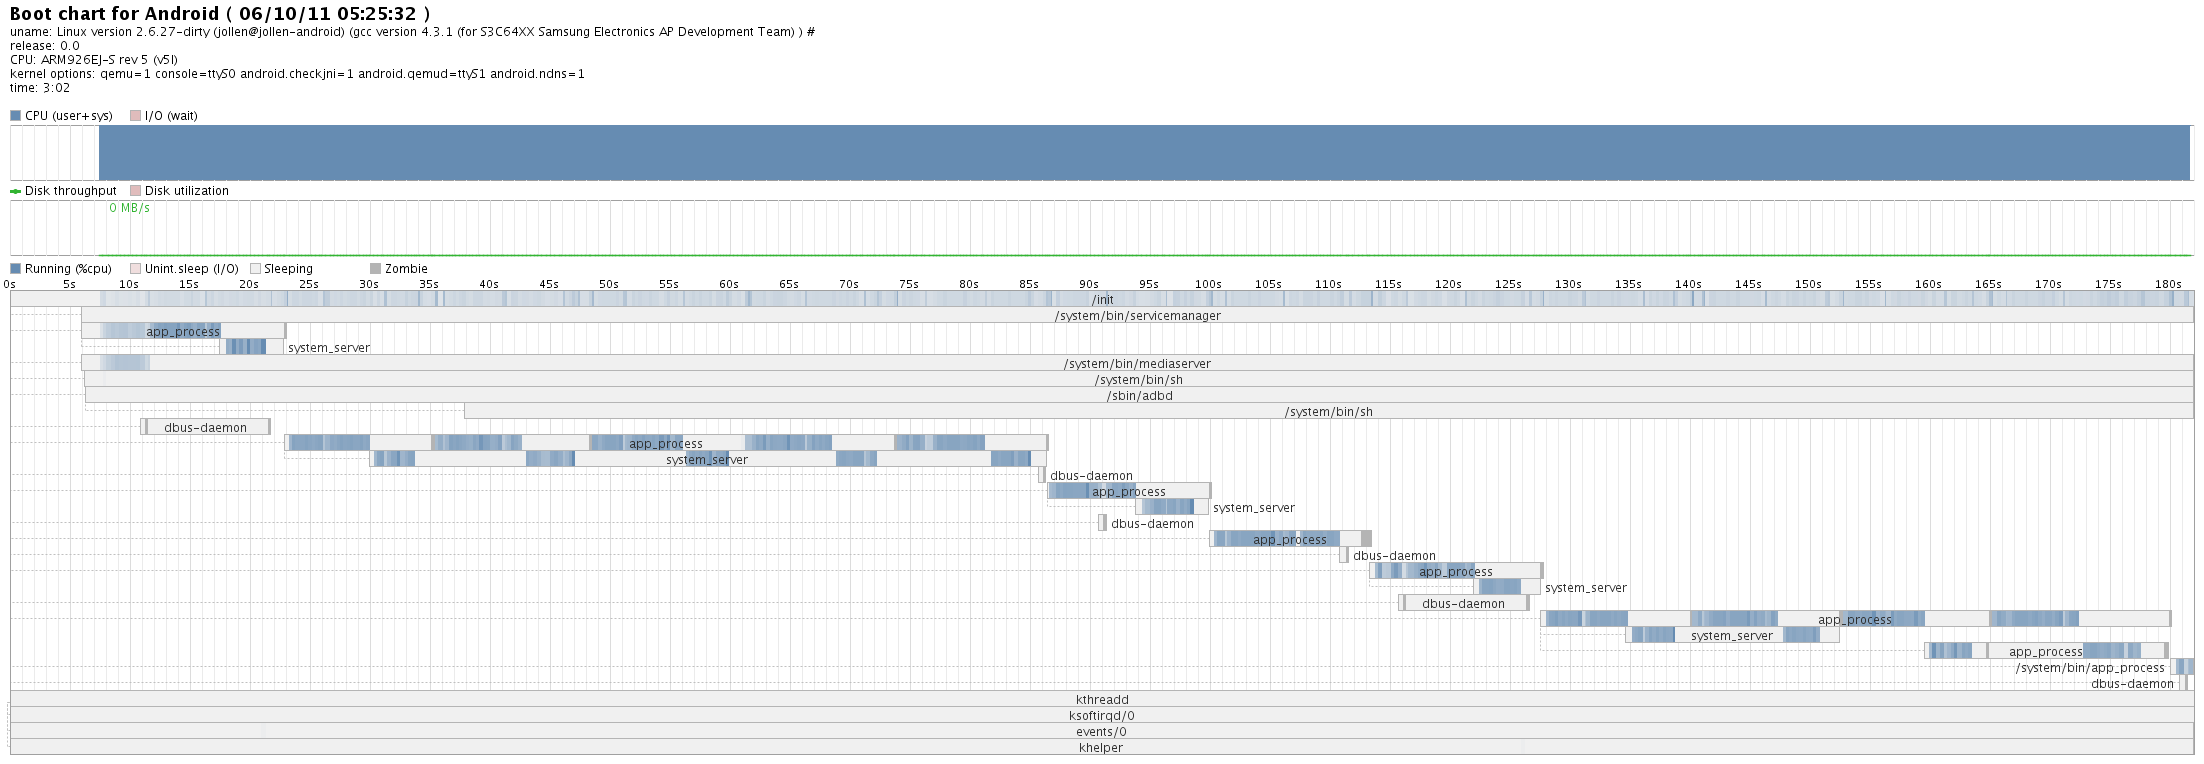 Boot chart for Android ( 06/10/11 05:25:32 )
uname: Linux version 2.6.27-dirty (jollen@jollen-android) (gcc version 4.3.1 (for S3C64XX Samsung Electronics AP Development Team) ) #
release: 0.0
CPU: ARM926EJ-S rev 5 (v5l)
kernel options: qemu=1 console=ttyS0 android.checkjni=1 android.qemud=ttyS1 android.ndns=1
time: 3:02
CPU (user+sys) I/O (wait)
Disk throughput Disk utilization
0 MB/s
Running (%cpu) Unint.sleep (I/O) Sleeping Zombie
0s 5s 10s 15s 20s 25s 30s 35s 40s 45s 50s 55s 60s 65s 70s 75s 80s 85s 90s 95s 100s 105s 110s 115s 120s 125s 130s 135s 140s 145s 150s 155s 160s 165s 170s 175s 180s
/init
/system/bin/servicemanager
app_process
system_server
/system/bin/mediaserver
/system/bin/sh
/sbin/adbd
/system/bin/sh
dbus-daemon
app_process
system_server
dbus-daemon
app_process
system_server
dbus-daemon
app_process
dbus-daemon
app_process
system_server
dbus-daemon
app_process
system_server
app_process
/system/bin/app_process
dbus-daemon
kthreadd
ksoftirqd/0
events/0
khelper